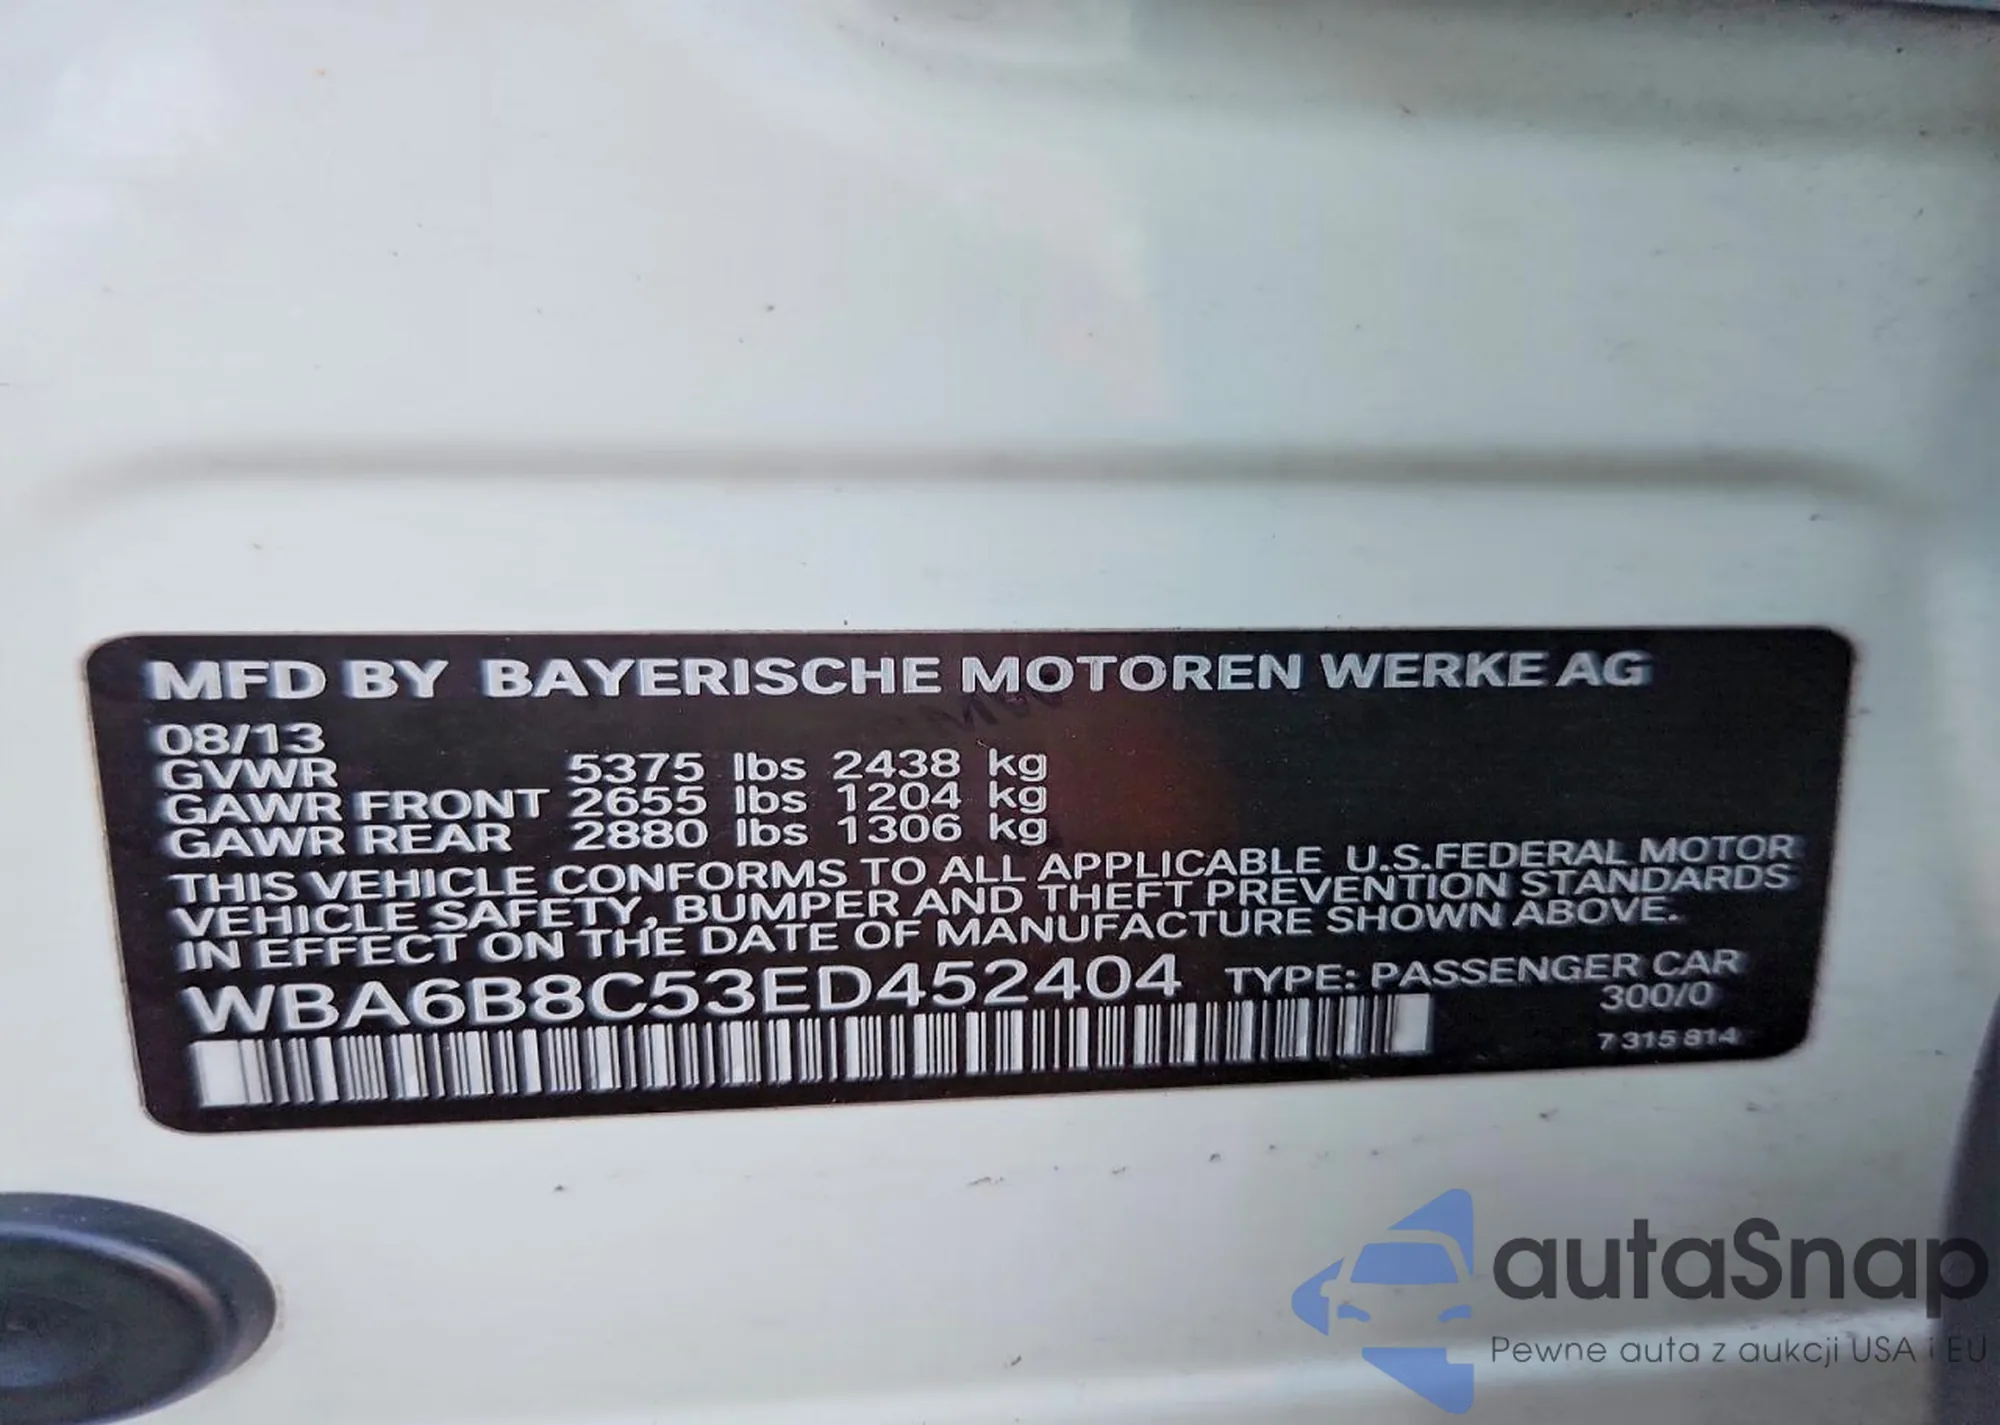 MFD BY BAYERISCHE MOTOREN WERKE AG
08/13
GVWR 5375 lbs 2438 kg
GAWR FRONT 2655 lbs 1204 kg
GAWR REAR 2880 lbs 1306 kg
THIS VEHICLE CONFORMS TO ALL APPLICABLE U.S.FEDERAL MOTOR
VEHICLE SAFETY, BUMPER AND THEFT PREVENTION STANDARDS
IN EFFECT ON THE DATE OF MANUFACTURE SHOWN ABOVE.
WBA6B8C53ED452404 TYPE: PASSENGER CAR
300/0
7 315 814
autaSnap
Pewne auta z aukcji USA i EU